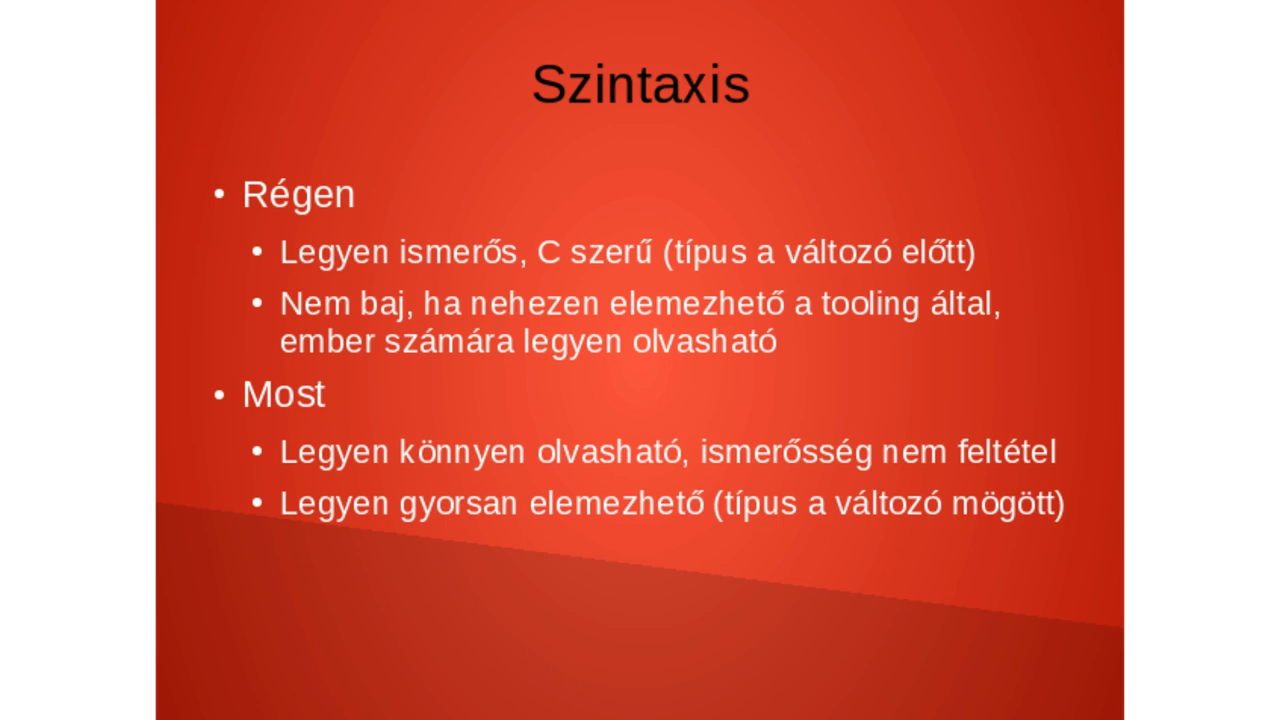 Szintaxis
• Régen
• Legyen ismerős, C szerű (típus a változó előtt)
• Nem baj, ha nehezen elemezhető a tooling által,
ember számára legyen olvasható
• Most
• Legyen könnyen olvasható, ismerősség nem feltétel
• Legyen gyorsan elemezhető (típus a változó mögött)